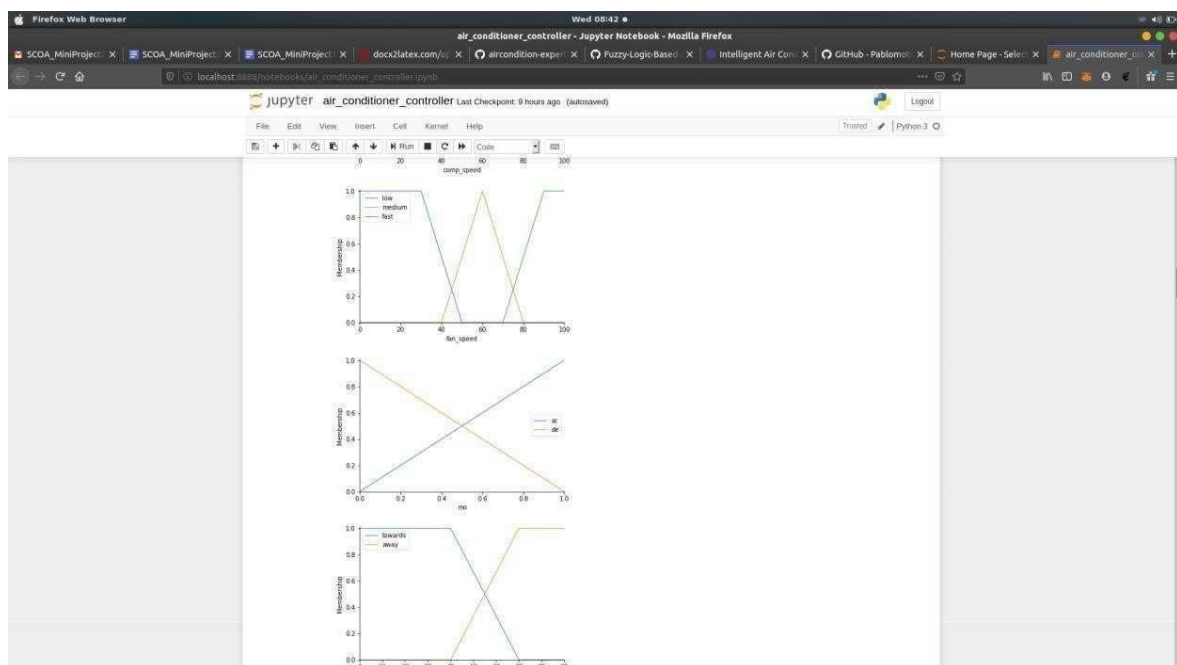 Firefox Web Browser
Wed 08:42
air_conditioner_controller - Jupyter Notebook - Mozilla Firefox
SCOA_MiniProject
SCOA_MiniProject
SCOA_MiniProject
docx2latex.com/up
aircondition-exper
Fuzzy-Logic-Based-
Intelligent Air Con
GitHub - Pablomo
Home Page - Select
air_conditioner_co
localhost:8888/notebooks/air_conditioner_controller.ipynb
jupyter air_conditioner_controller Last Checkpoint: 9 hours ago (autosaved)
Logout
File Edit View Insert Cell Kernel Help
Trusted Python 3
Run Code
0 20 40 60 80 100
comp_speed
low
medium
fast
1.0
0.8
0.6
0.4
0.2
0.0
Membership
0 20 40 60 80 100
fan_speed
1.0
0.8
0.6
0.4
0.2
0.0
Membership
ac
de
0.0 0.2 0.4 0.6 0.8 1.0
mo
towards
away
1.0
0.8
0.6
0.4
0.2
0.0
Membership